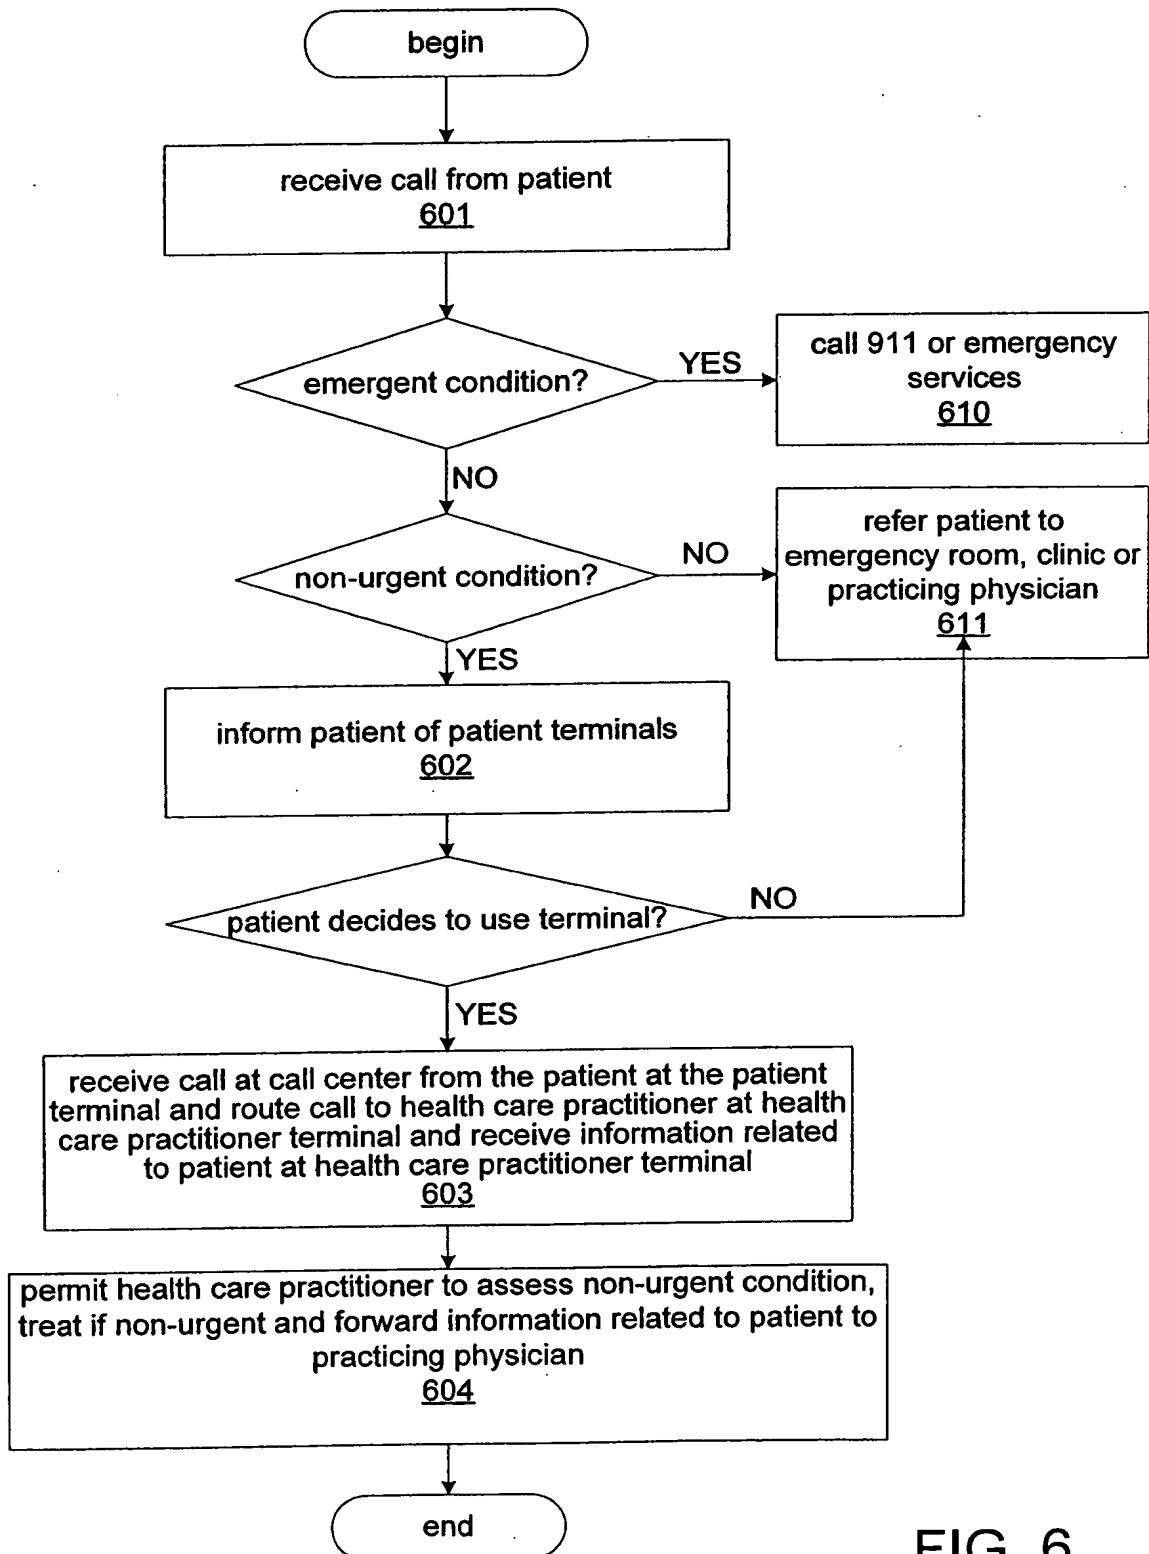 begin
receive call from patient
601
emergent condition?
YES
call 911 or emergency
services
610
NO
non-urgent condition?
NO
refer patient to
emergency room, clinic or
practicing physician
611
YES
inform patient of patient terminals
602
patient decides to use terminal?
NO
YES
receive call at call center from the patient at the patient
terminal and route call to health care practitioner at health
care practitioner terminal and receive information related
to patient at health care practitioner terminal
603
permit health care practitioner to assess non-urgent condition,
treat if non-urgent and forward information related to patient to
practicing physician
604
end
FIG. 6